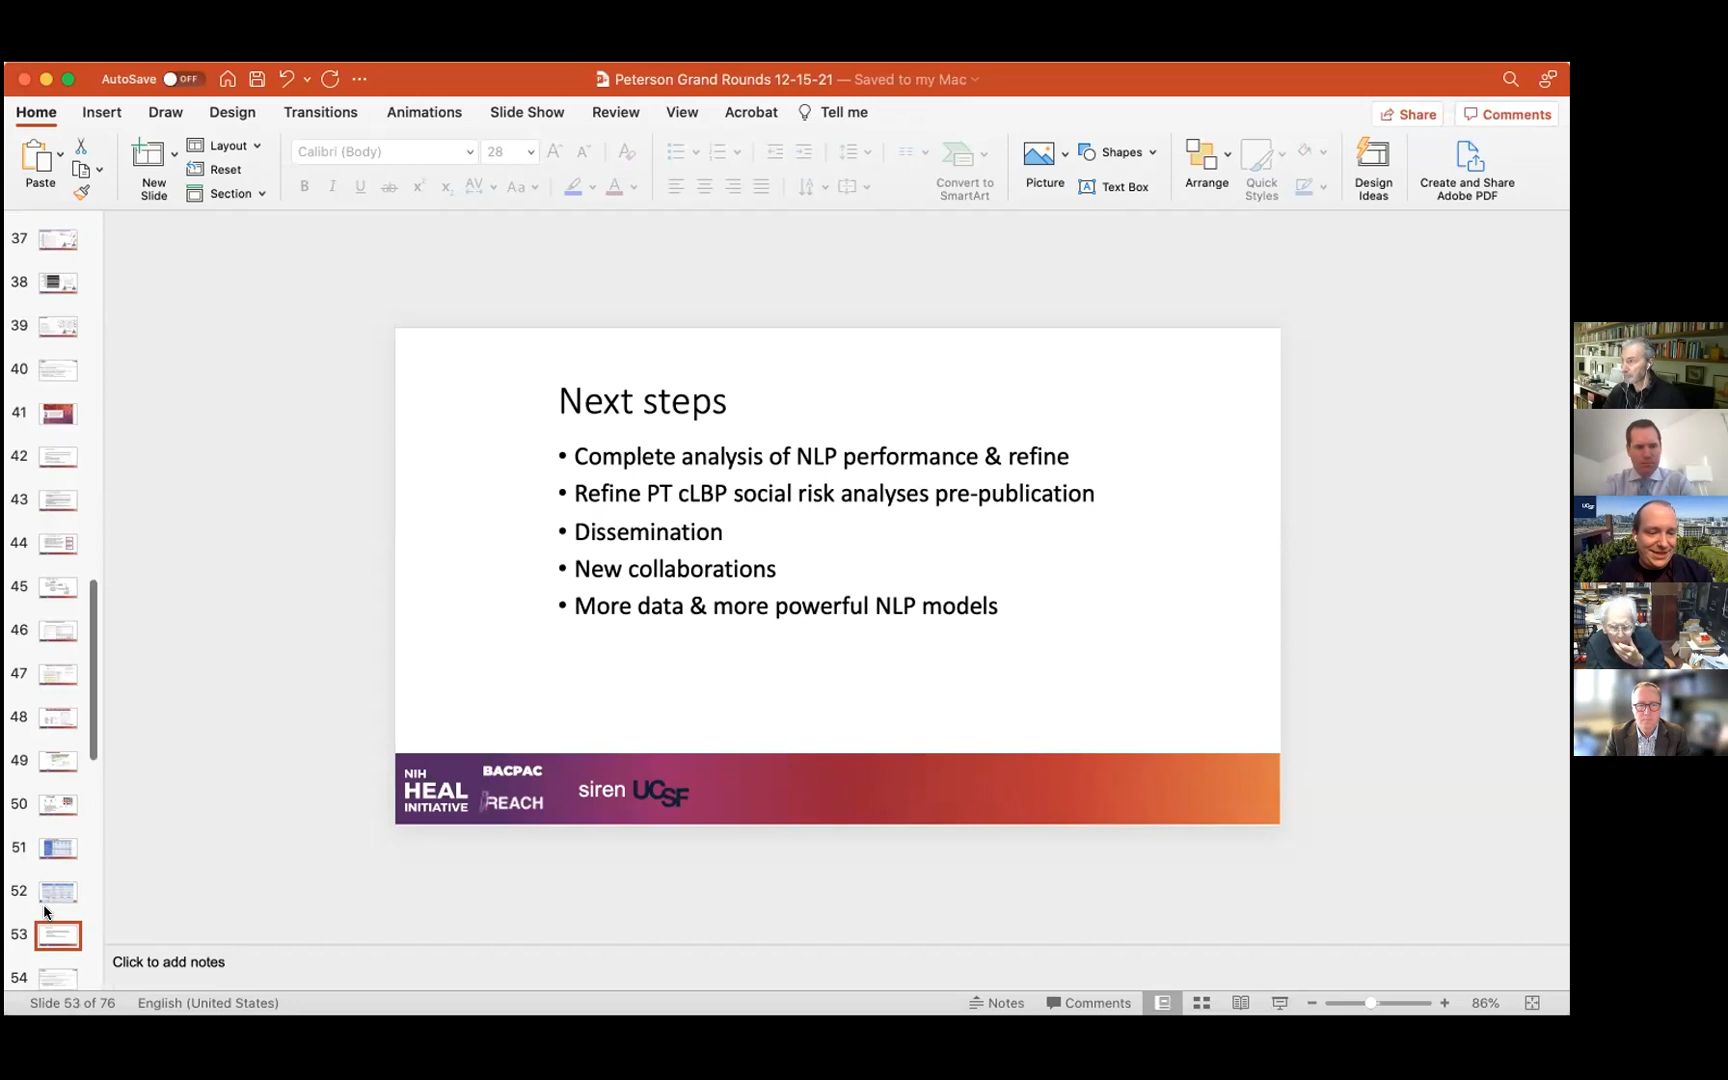 AutoSave OFF
Peterson Grand Rounds 12-15-21 — Saved to my Mac
Home Insert Draw Design Transitions Animations Slide Show Review View Acrobat Tell me
Share Comments
Paste
New Slide
Layout
Reset
Section
Calibri (Body) 28
B I U ab x² x₂ AV Aa A
Convert to SmartArt
Picture
Shapes
Text Box
Arrange
Quick Styles
Design Ideas
Create and Share Adobe PDF
37
38
39
40
41
42
43
44
45
46
47
48
49
50
51
52
53
54
Next steps
• Complete analysis of NLP performance & refine
• Refine PT cLBP social risk analyses pre-publication
• Dissemination
• New collaborations
• More data & more powerful NLP models
NIH
HEAL
INITIATIVE
BACPAC
REACH
siren UCSF
UCSF
Click to add notes
Slide 53 of 76 English (United States)
Notes Comments 86%